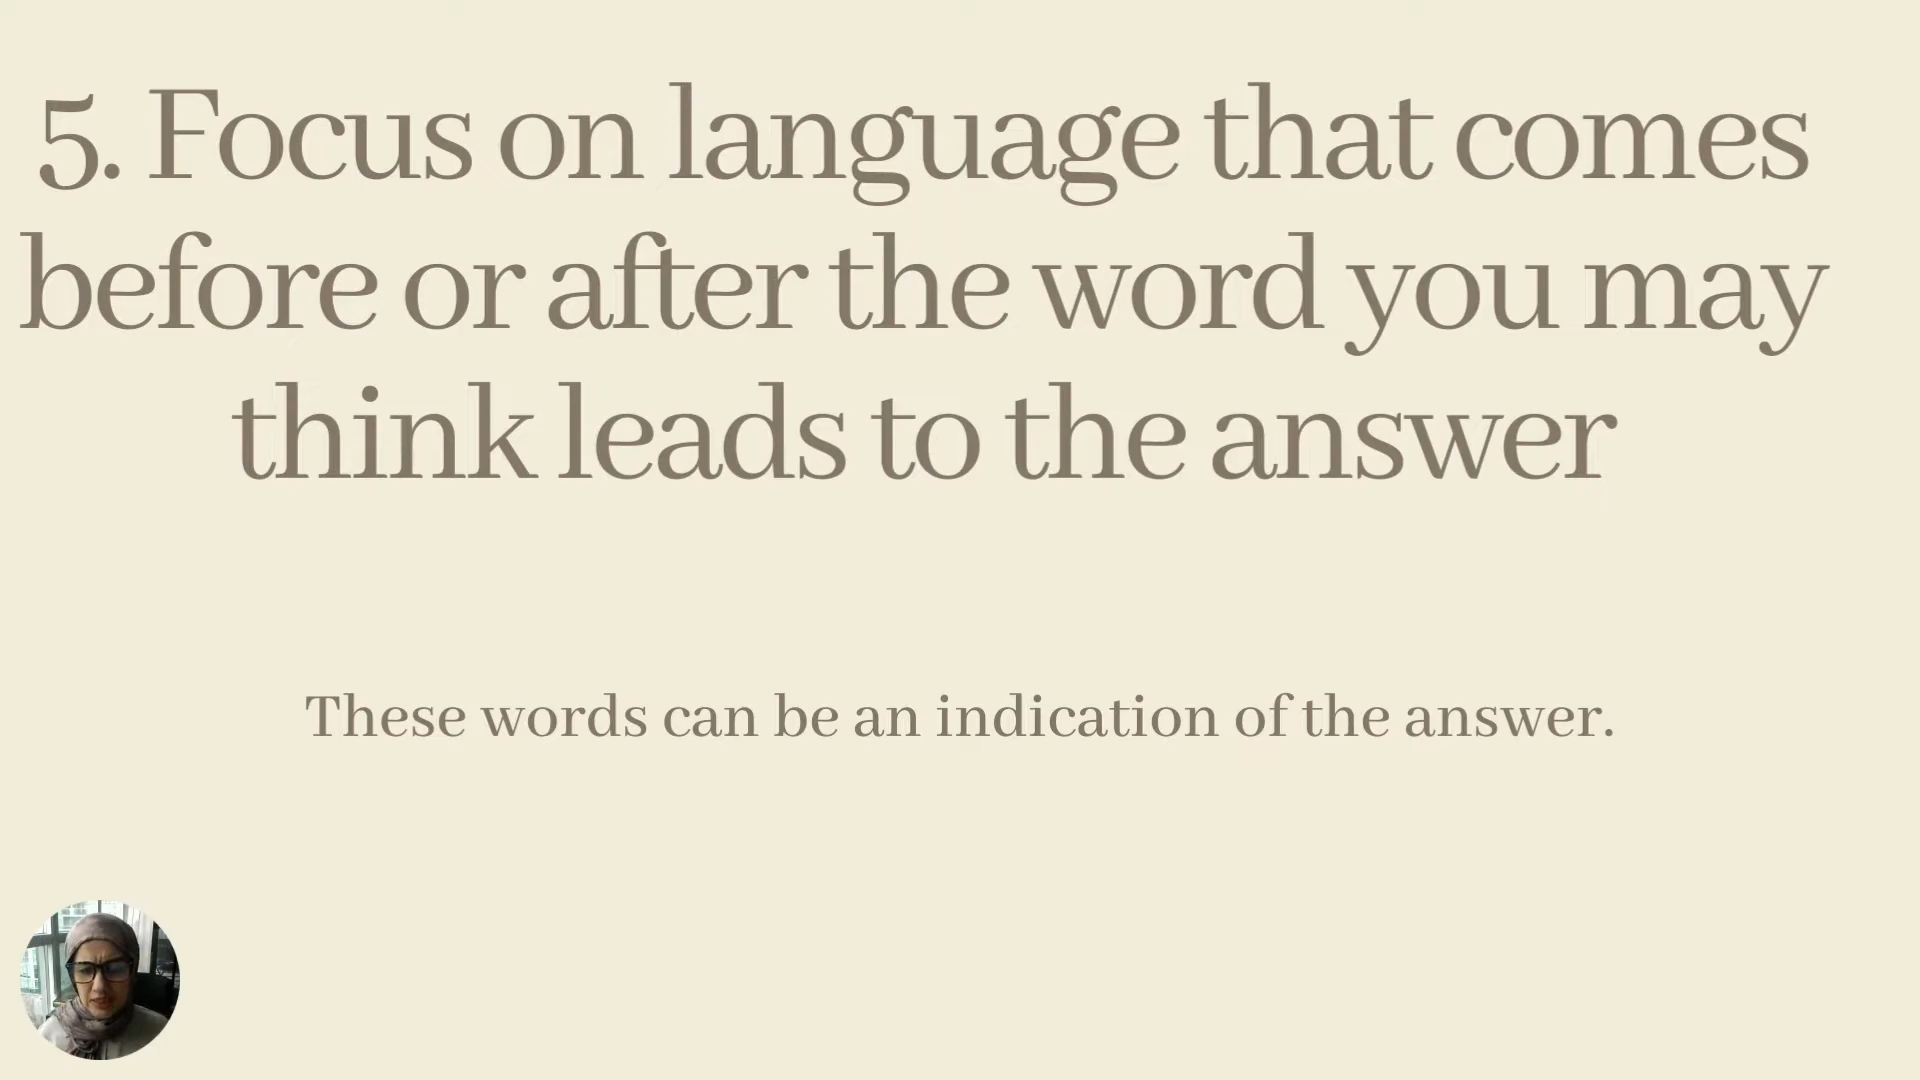 5. Focus on language that comes
before or after the word you may
think leads to the answer
These words can be an indication of the answer.